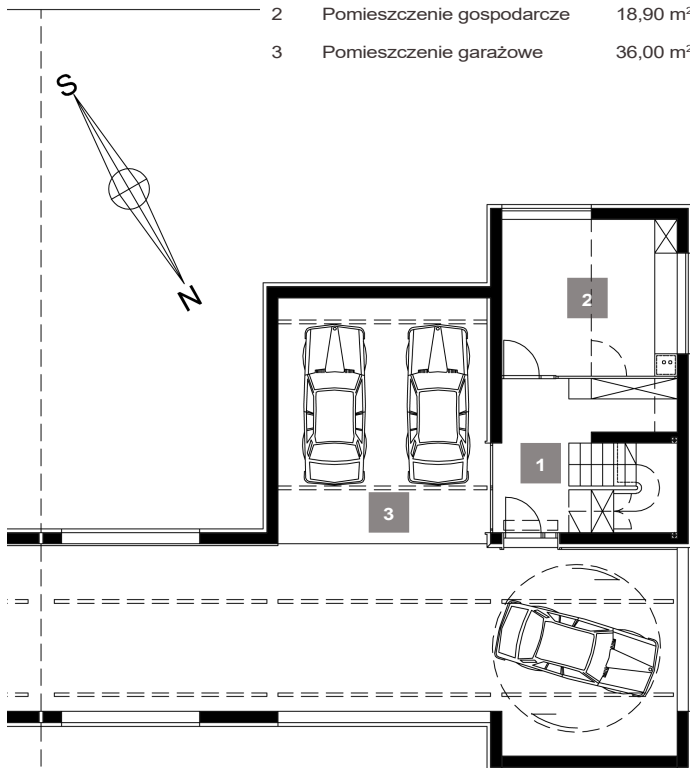 2 Pomieszczenie gospodarcze 18,90 m²
3 Pomieszczenie garażowe 36,00 m²
S
N
2
1
3